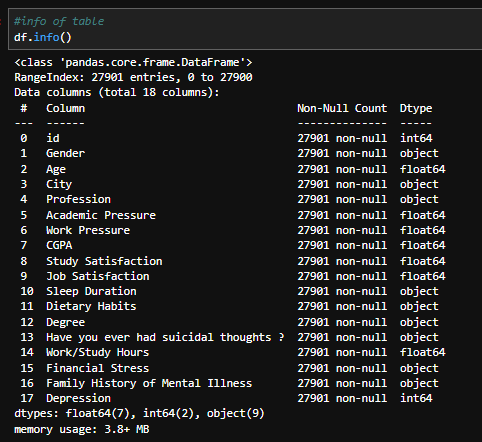 #info of table
df.info()
<class 'pandas.core.frame.DataFrame'>
RangeIndex: 27901 entries, 0 to 27900
Data columns (total 18 columns):
 #   Column                                 Non-Null Count  Dtype
---  ------                                 --------------  -----
 0   id                                     27901 non-null  int64
 1   Gender                                 27901 non-null  object
 2   Age                                    27901 non-null  float64
 3   City                                   27901 non-null  object
 4   Profession                             27901 non-null  object
 5   Academic Pressure                      27901 non-null  float64
 6   Work Pressure                          27901 non-null  float64
 7   CGPA                                   27901 non-null  float64
 8   Study Satisfaction                     27901 non-null  float64
 9   Job Satisfaction                       27901 non-null  float64
 10  Sleep Duration                         27901 non-null  object
 11  Dietary Habits                         27901 non-null  object
 12  Degree                                 27901 non-null  object
 13  Have you ever had suicidal thoughts ?  27901 non-null  object
 14  Work/Study Hours                       27901 non-null  float64
 15  Financial Stress                       27901 non-null  object
 16  Family History of Mental Illness       27901 non-null  object
 17  Depression                             27901 non-null  int64
dtypes: float64(7), int64(2), object(9)
memory usage: 3.8+ MB